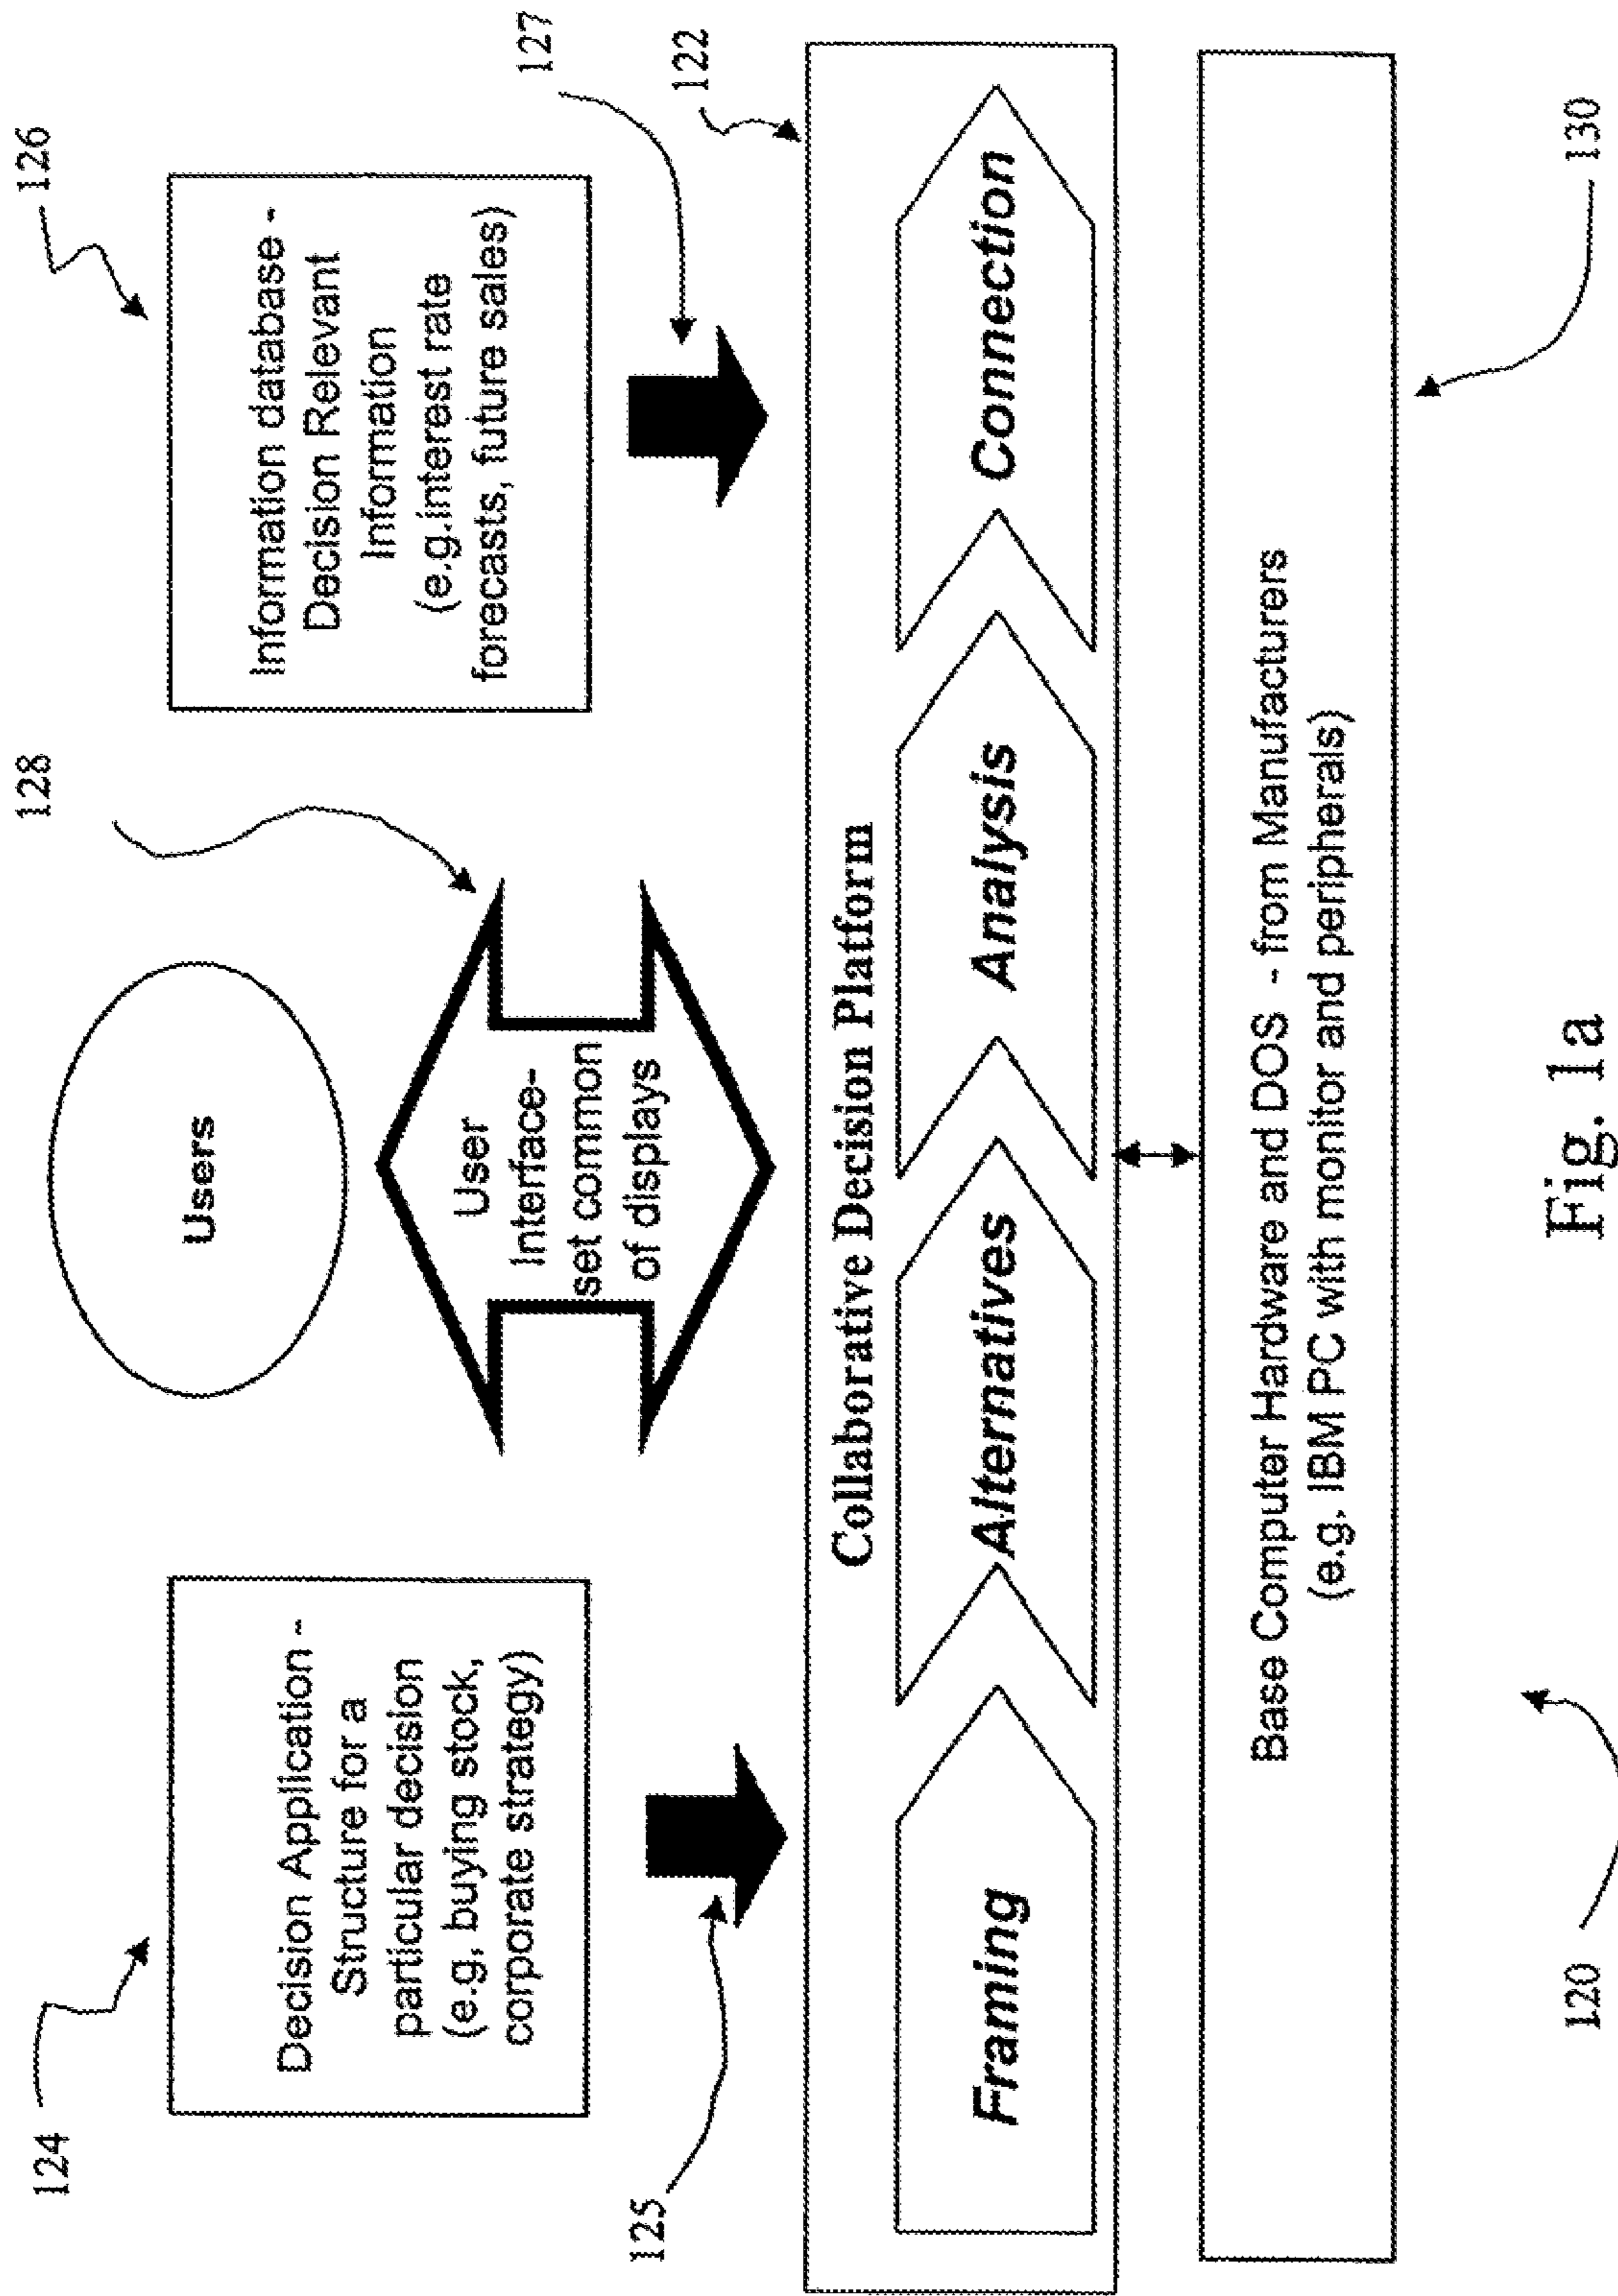 124
Decision Application -
Structure for a
particular decision
(e.g. buying stock,
corporate strategy)
125
Users
128
User
Interface-
set common
of displays
126
Information database -
Decision Relevant
Information
(e.g.interest rate
forecasts, future sales)
127
122
Collaborative Decision Platform
Framing
Alternatives
Analysis
Connection
Base Computer Hardware and DOS - from Manufacturers
(e.g. IBM PC with monitor and peripherals)
130
120
Fig. 1a